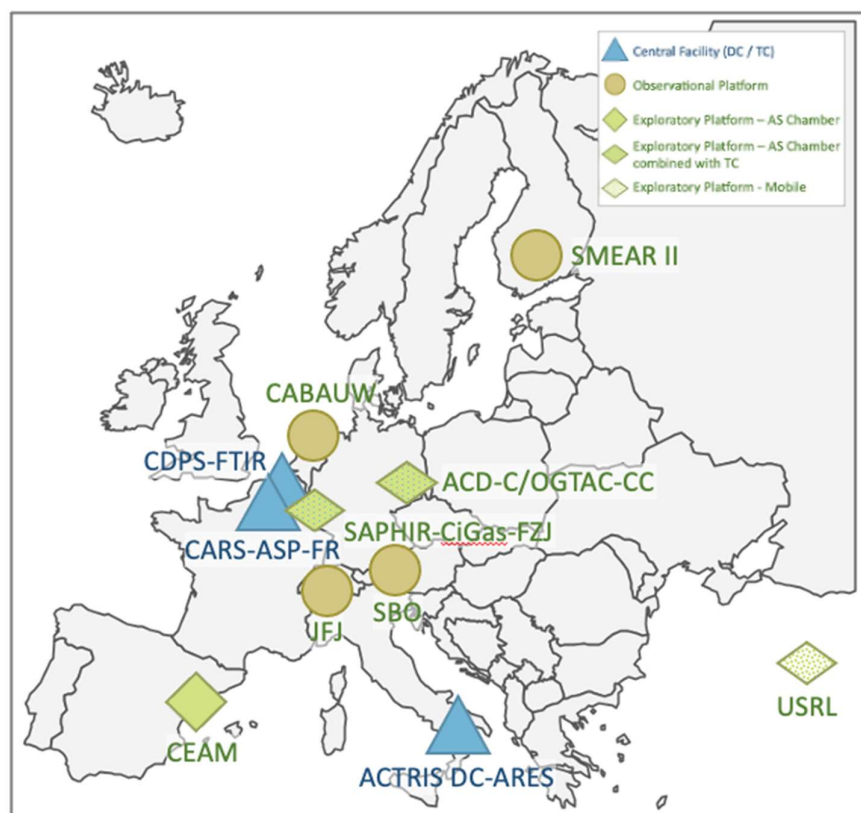 Central Facility (DC / TC)
Observational Platform
Exploratory Platform – AS Chamber
Exploratory Platform – AS Chamber
combined with TC
Exploratory Platform - Mobile
SMEAR II
CABAUW
CDPS-FTIR
ACD-C/OGTAC-CC
SAPHIR-CiGas-FZJ
CARS-ASP-FR
SBO
IFJ
USRL
CEAM
ACTRIS DC-ARES